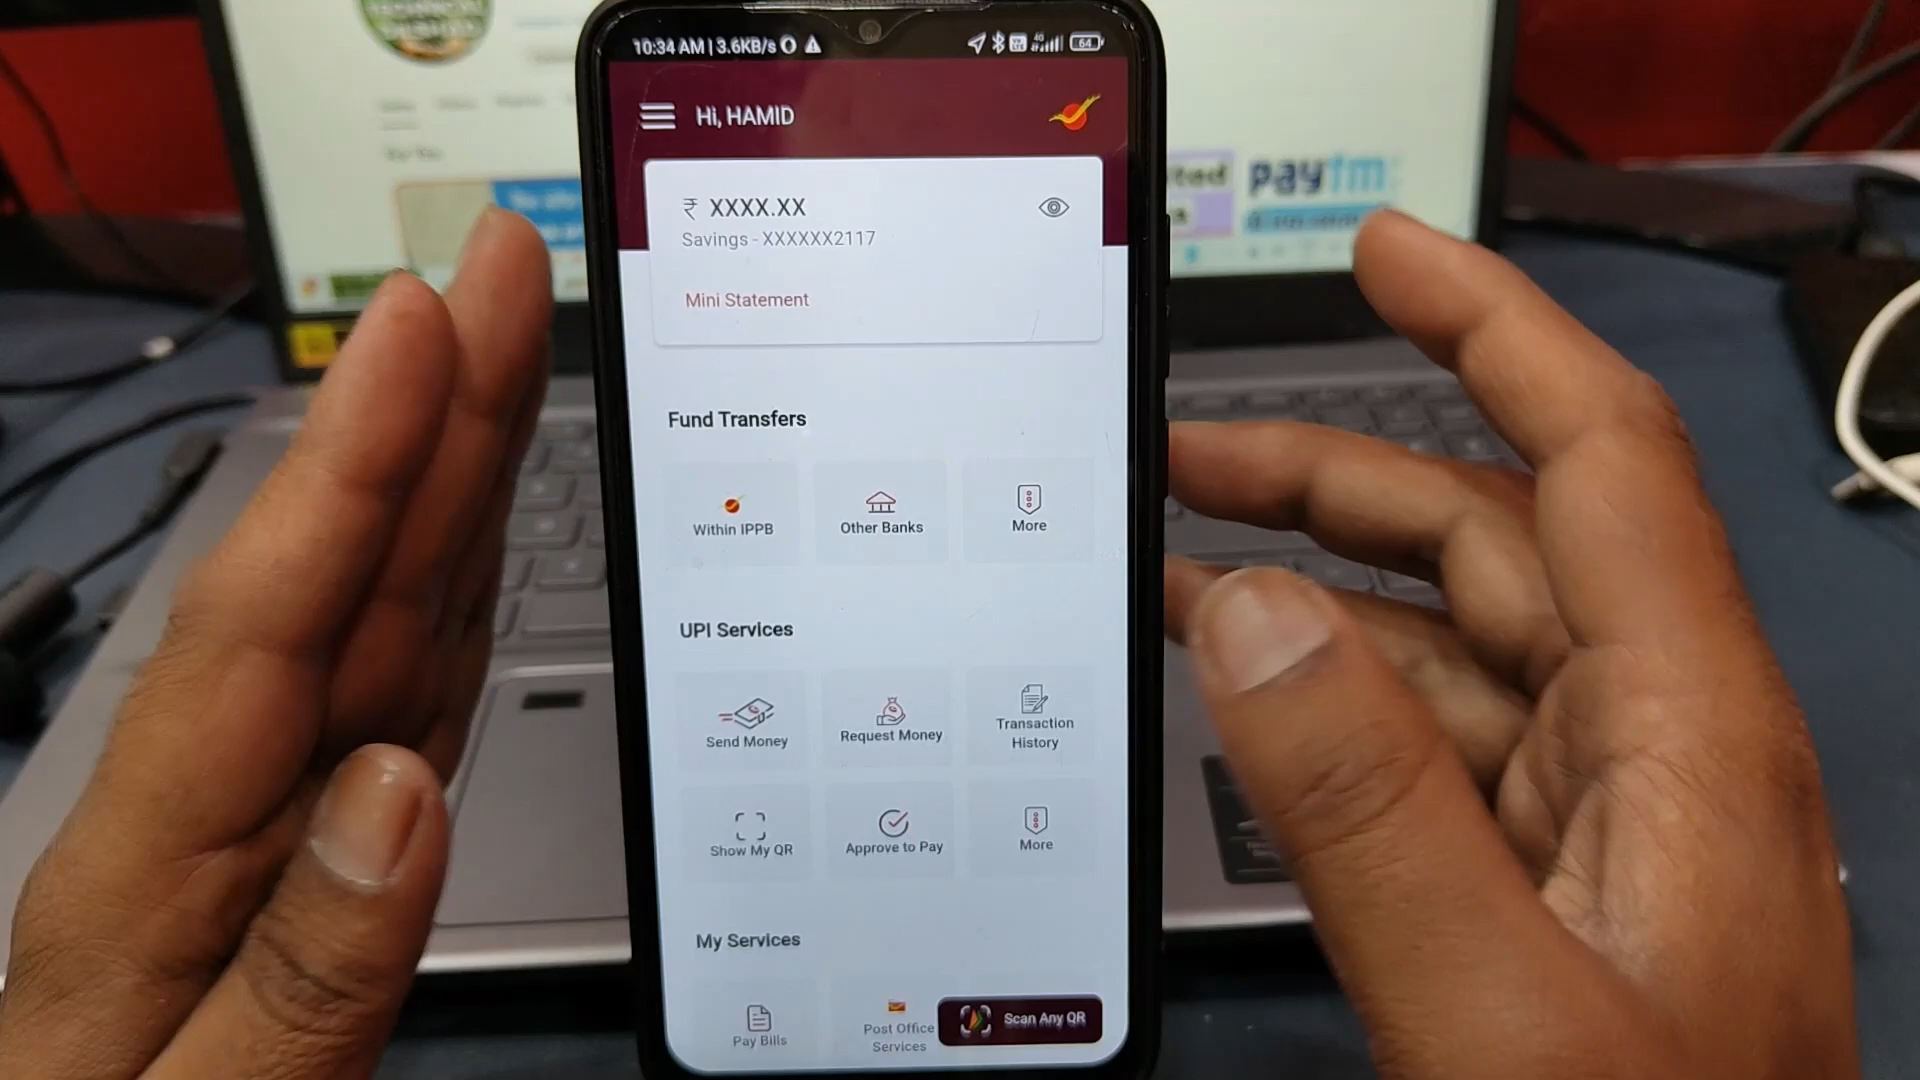 10:34 AM | 3.6KB/s
4G
64
Hi, HAMID
₹ XXXX.XX
Savings - XXXXXX2117
Mini Statement
Fund Transfers
Within IPPB
Other Banks
More
UPI Services
Send Money
Request Money
Transaction
History
Show My QR
Approve to Pay
More
My Services
Pay Bills
Post Office
Services
Scan Any QR
paytm